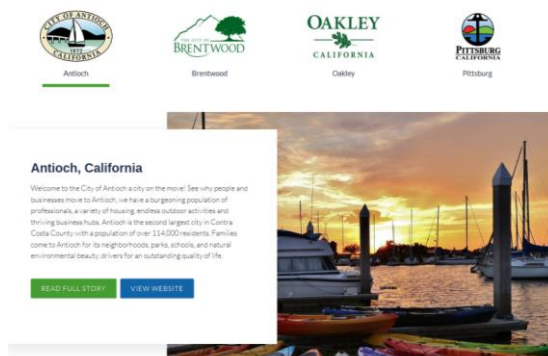 CITY OF ANTIOCH
1872
CALIFORNIA
Antioch
THE CITY OF
BRENTWOOD
Brentwood
OAKLEY
CALIFORNIA
Oakley
PITTSBURG
CALIFORNIA
Pittsburg
Antioch, California
Welcome to the City of Antioch a city on the move! See why people and
businesses move to Antioch, we have a burgeoning population of
professionals, a variety of housing, endless outdoor activities and
thriving business hubs. Antioch is the second largest city in Contra
Costa County with a population of over 114,000 residents. Families
come to Antioch for its neighborhoods, parks, schools, and natural
environmental beauty, drivers for an outstanding quality of life.
READ FULL STORY
VIEW WEBSITE